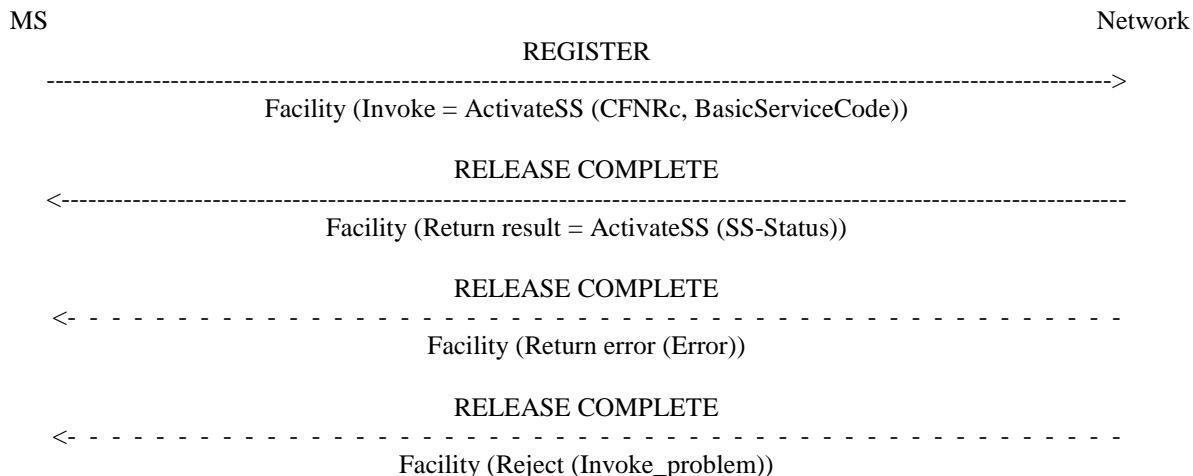 MS Network
REGISTER
Facility (Invoke = ActivateSS (CFNRc, BasicServiceCode))
RELEASE COMPLETE
Facility (Return result = ActivateSS (SS-Status))
RELEASE COMPLETE
Facility (Return error (Error))
RELEASE COMPLETE
Facility (Reject (Invoke_problem))